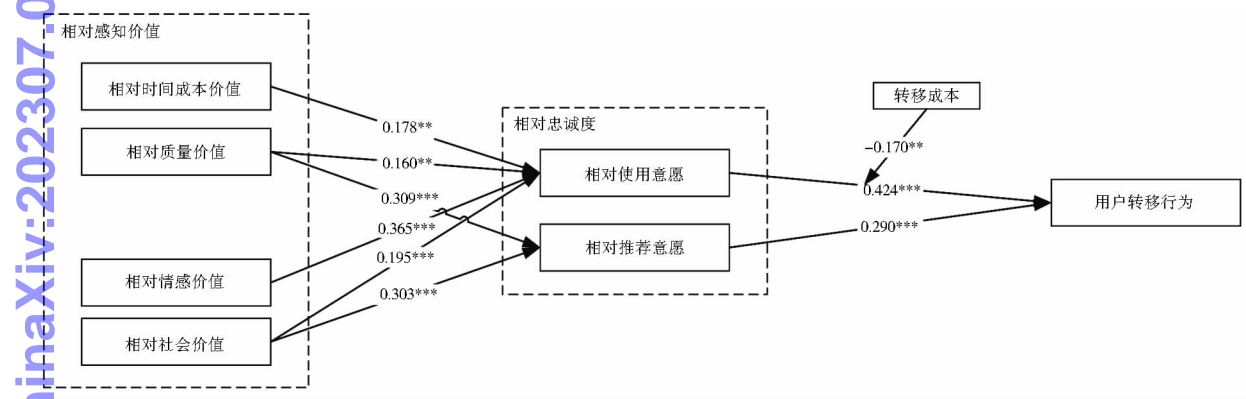 inaXiv:202307.0
相对感知价值
相对时间成本价值
相对质量价值
相对情感价值
相对社会价值
0.178**
0.160**
0.309***
0.365***
0.195***
0.303***
相对忠诚度
相对使用意愿
相对推荐意愿
转移成本
-0.170**
0.424***
0.290***
用户转移行为